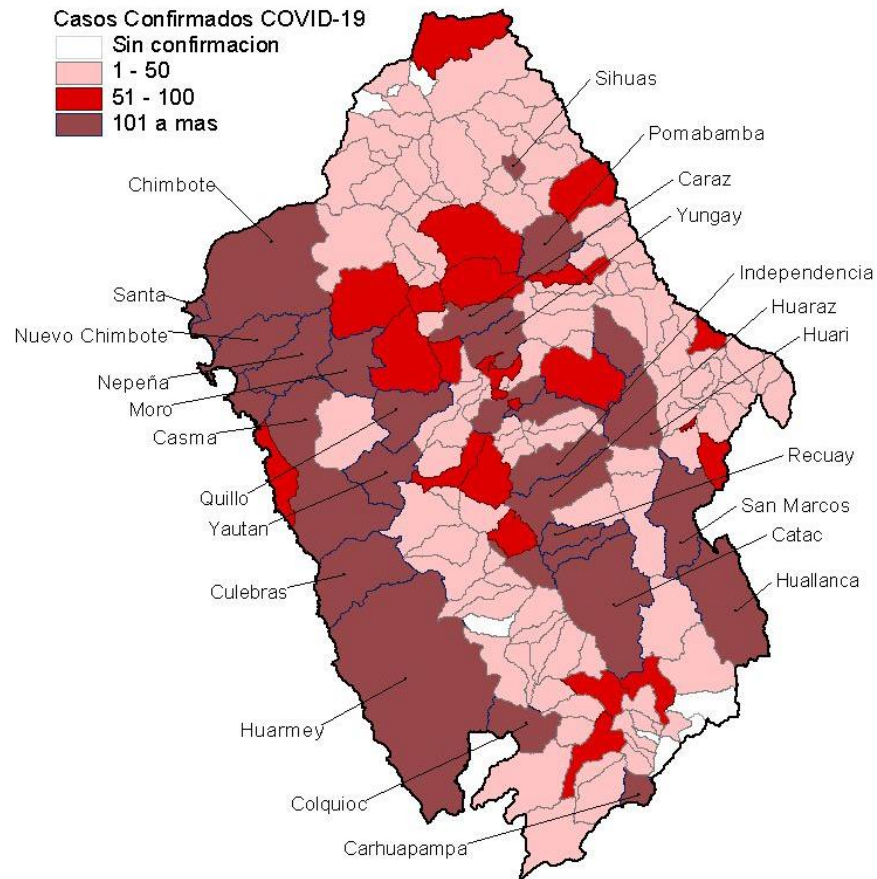 Casos Confirmados COVID-19
Sin confirmacion
1 - 50
51 - 100
101 a mas
Sihuas
Pomabamba
Caraz
Yungay
Chimbote
Independencia
Santa
Huaraz
Nuevo Chimbote
Huari
Nepeña
Moro
Casma
Recuay
Quillo
San Marcos
Yautan
Catac
Huallanca
Culebras
Huarmey
Colquioc
Carhuapampa